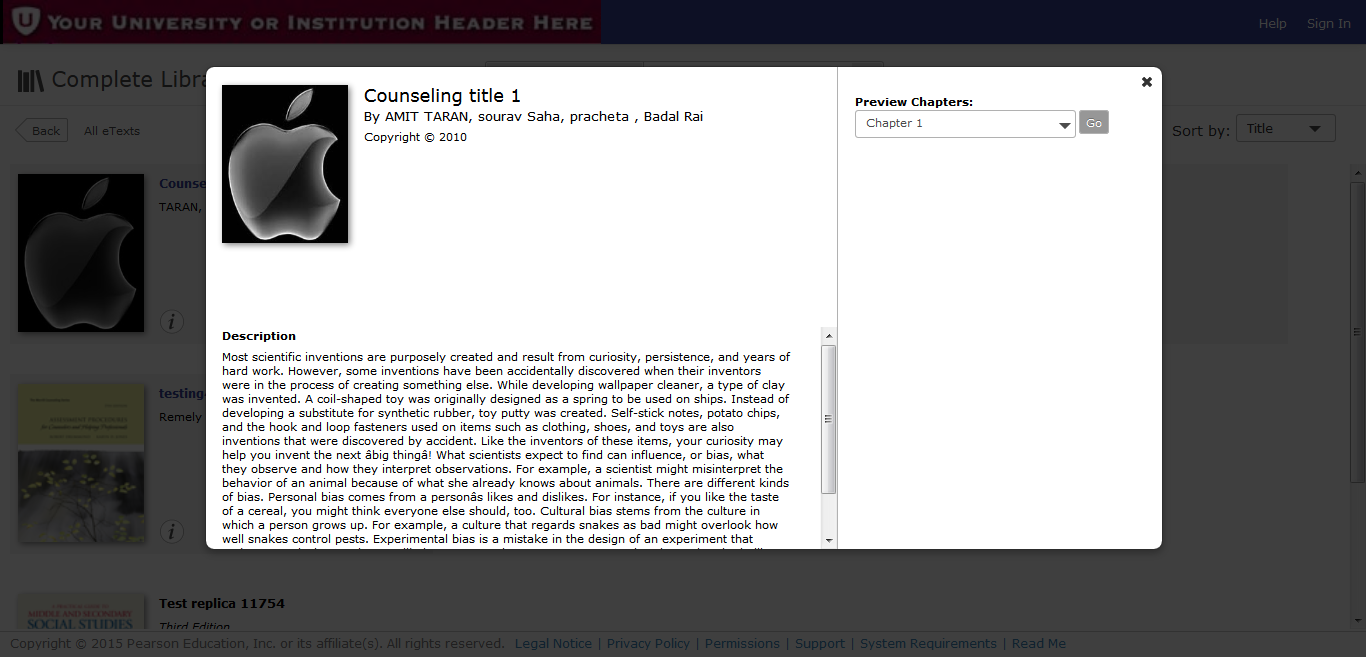 U YOUR UNIVERSITY OR INSTITUTION HEADER HERE
Help Sign In
Complete Libra
Back All eTexts
Sort by: Title
Counse
TARAN,
i
testing
Remely
i
Test replica 11754
Third Edition
MIDDLE AND SECONDARY
SOCIAL STUDIES
Counseling title 1
By AMIT TARAN, sourav Saha, pracheta , Badal Rai
Copyright © 2010
Preview Chapters:
Chapter 1 Go
Description
Most scientific inventions are purposely created and result from curiosity, persistence, and years of
hard work. However, some inventions have been accidentally discovered when their inventors
were in the process of creating something else. While developing wallpaper cleaner, a type of clay
was invented. A coil-shaped toy was originally designed as a spring to be used on ships. Instead of
developing a substitute for synthetic rubber, toy putty was created. Self-stick notes, potato chips,
and the hook and loop fasteners used on items such as clothing, shoes, and toys are also
inventions that were discovered by accident. Like the inventors of these items, your curiosity may
help you invent the next âbig thingâ! What scientists expect to find can influence, or bias, what
they observe and how they interpret observations. For example, a scientist might misinterpret the
behavior of an animal because of what she already knows about animals. There are different kinds
of bias. Personal bias comes from a personâs likes and dislikes. For instance, if you like the taste
of a cereal, you might think everyone else should, too. Cultural bias stems from the culture in
which a person grows up. For example, a culture that regards snakes as bad might overlook how
well snakes control pests. Experimental bias is a mistake in the design of an experiment that
Copyright © 2015 Pearson Education, Inc. or its affiliate(s). All rights reserved. Legal Notice | Privacy Policy | Permissions | Support | System Requirements | Read Me